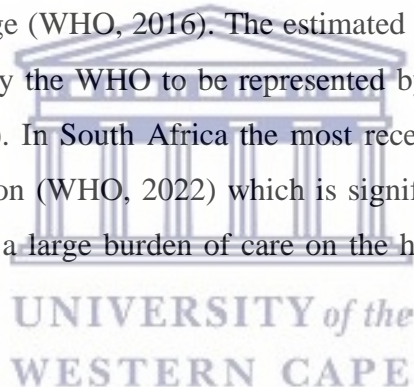 ge (WHO, 2016). The estimated
y the WHO to be represented b
). In South Africa the most rece
on (WHO, 2022) which is signif
a large burden of care on the h
UNIVERSITY of the
WESTERN CAPE